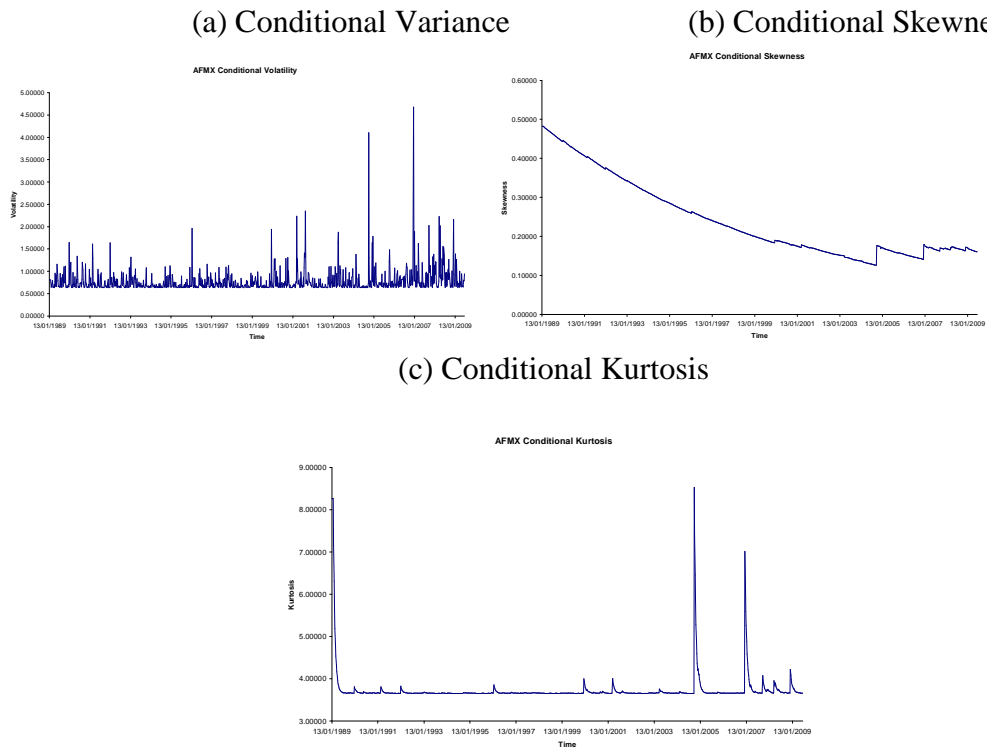 (a) Conditional Variance
(b) Conditional Skewne
AFMX Conditional Volatility
5.00000
4.50000
4.00000
3.50000
3.00000
2.50000
2.00000
1.50000
1.00000
0.50000
0.00000
Volatility
13/01/1989 13/01/1991 13/01/1993 13/01/1995 13/01/1997 13/01/1999 13/01/2001 13/01/2003 13/01/2005 13/01/2007 13/01/2009
Time
AFMX Conditional Skewness
0.60000
0.50000
0.40000
0.30000
0.20000
0.10000
0.00000
Skewness
13/01/1989 13/01/1991 13/01/1993 13/01/1995 13/01/1997 13/01/1999 13/01/2001 13/01/2003 13/01/2005 13/01/2007 13/01/2009
Time
(c) Conditional Kurtosis
AFMX Conditional Kurtosis
9.00000
8.00000
7.00000
6.00000
5.00000
4.00000
3.00000
Kurtosis
13/01/1989 13/01/1991 13/01/1993 13/01/1995 13/01/1997 13/01/1999 13/01/2001 13/01/2003 13/01/2005 13/01/2007 13/01/2009
Time